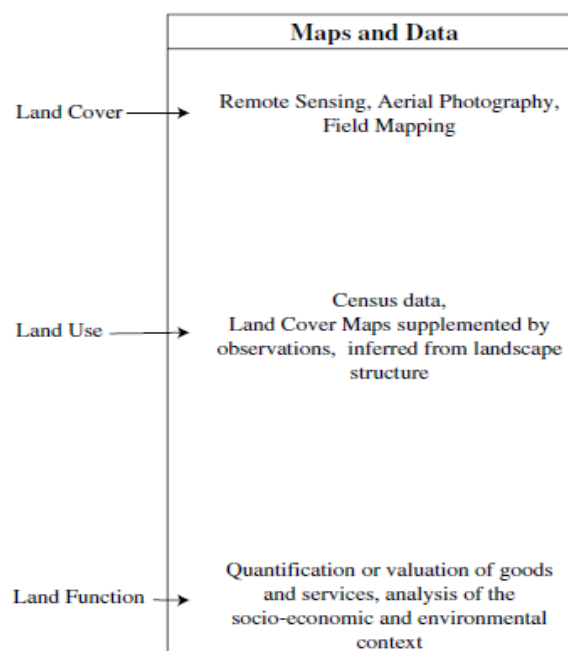 Maps and Data
Land Cover
Remote Sensing, Aerial Photography,
Field Mapping
Land Use
Census data,
Land Cover Maps supplemented by
observations, inferred from landscape
structure
Land Function
Quantification or valuation of goods
and services, analysis of the
socio-economic and environmental
context